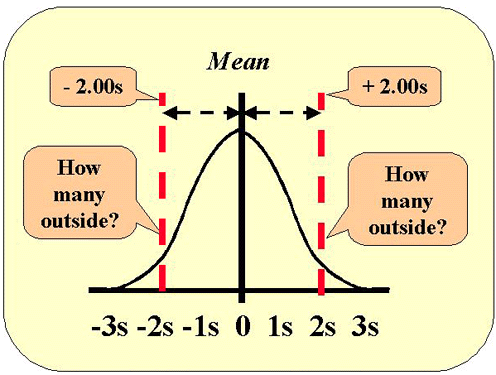 Mean
- 2.00s
+ 2.00s
How
many
outside?
How
many
outside?
-3s -2s -1s 0 1s 2s 3s